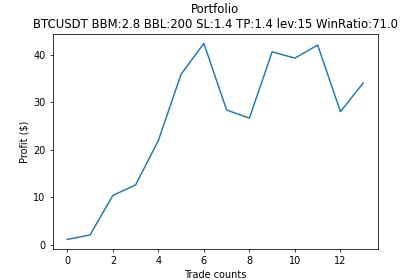 Portfolio
BTCUSDT BBM:2.8 BBL:200 SL:1.4 TP:1.4 lev:15 WinRatio:71.0
40
30
20
10
0
Profit ($)
0 2 4 6 8 10 12
Trade counts